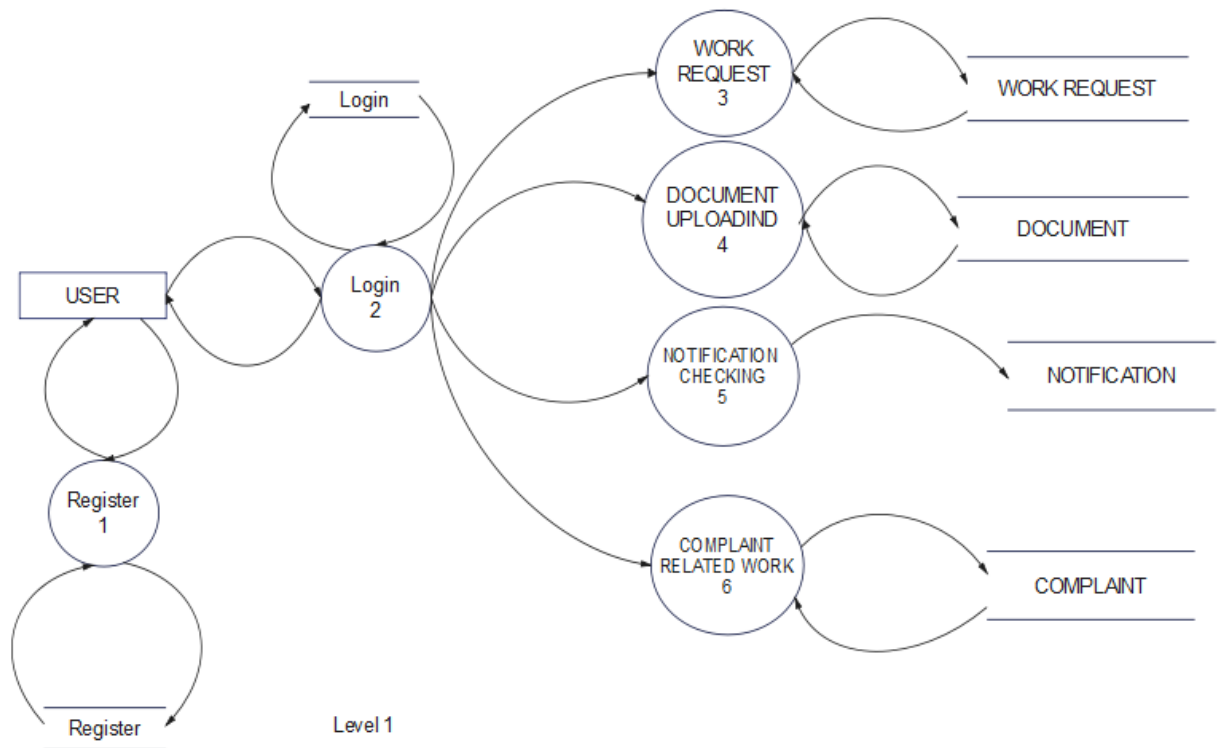 WORK
REQUEST
3
WORK REQUEST
Login
DOCUMENT
UPLOADIND
4
DOCUMENT
USER
Login
2
NOTIFICATION
CHECKING
5
NOTIFICATION
Register
1
COMPLAINT
RELATED WORK
6
COMPLAINT
Register
Level 1